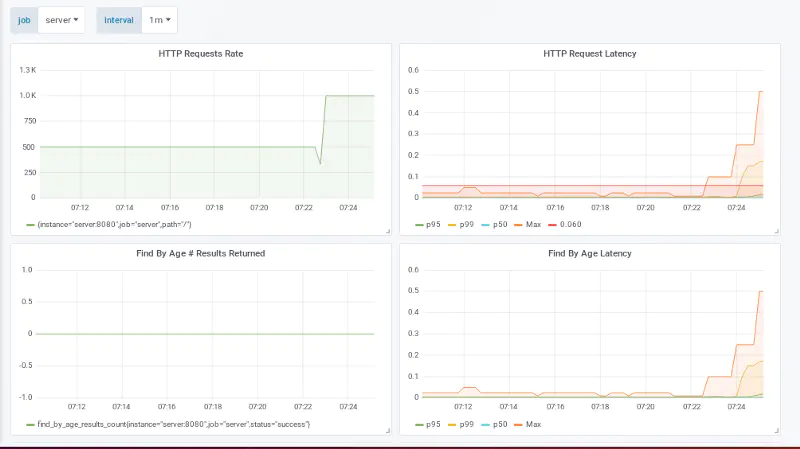 job server Interval 1m
HTTP Requests Rate
1.3 K
1.0 K
750
500
250
0
07:12 07:14 07:16 07:18 07:20 07:22 07:24
{instance="server:8080",job="server",path="/"}
HTTP Request Latency
0.6
0.5
0.4
0.3
0.2
0.1
0
07:12 07:14 07:16 07:18 07:20 07:22 07:24
p95 p99 p50 Max 0.060
Find By Age # Results Returned
1.0
0.5
0
-0.5
-1.0
07:12 07:14 07:16 07:18 07:20 07:22 07:24
find_by_age_results_count{instance="server:8080",job="server",status="success"}
Find By Age Latency
0.6
0.5
0.4
0.3
0.2
0.1
0
07:12 07:14 07:16 07:18 07:20 07:22 07:24
p95 p99 p50 Max